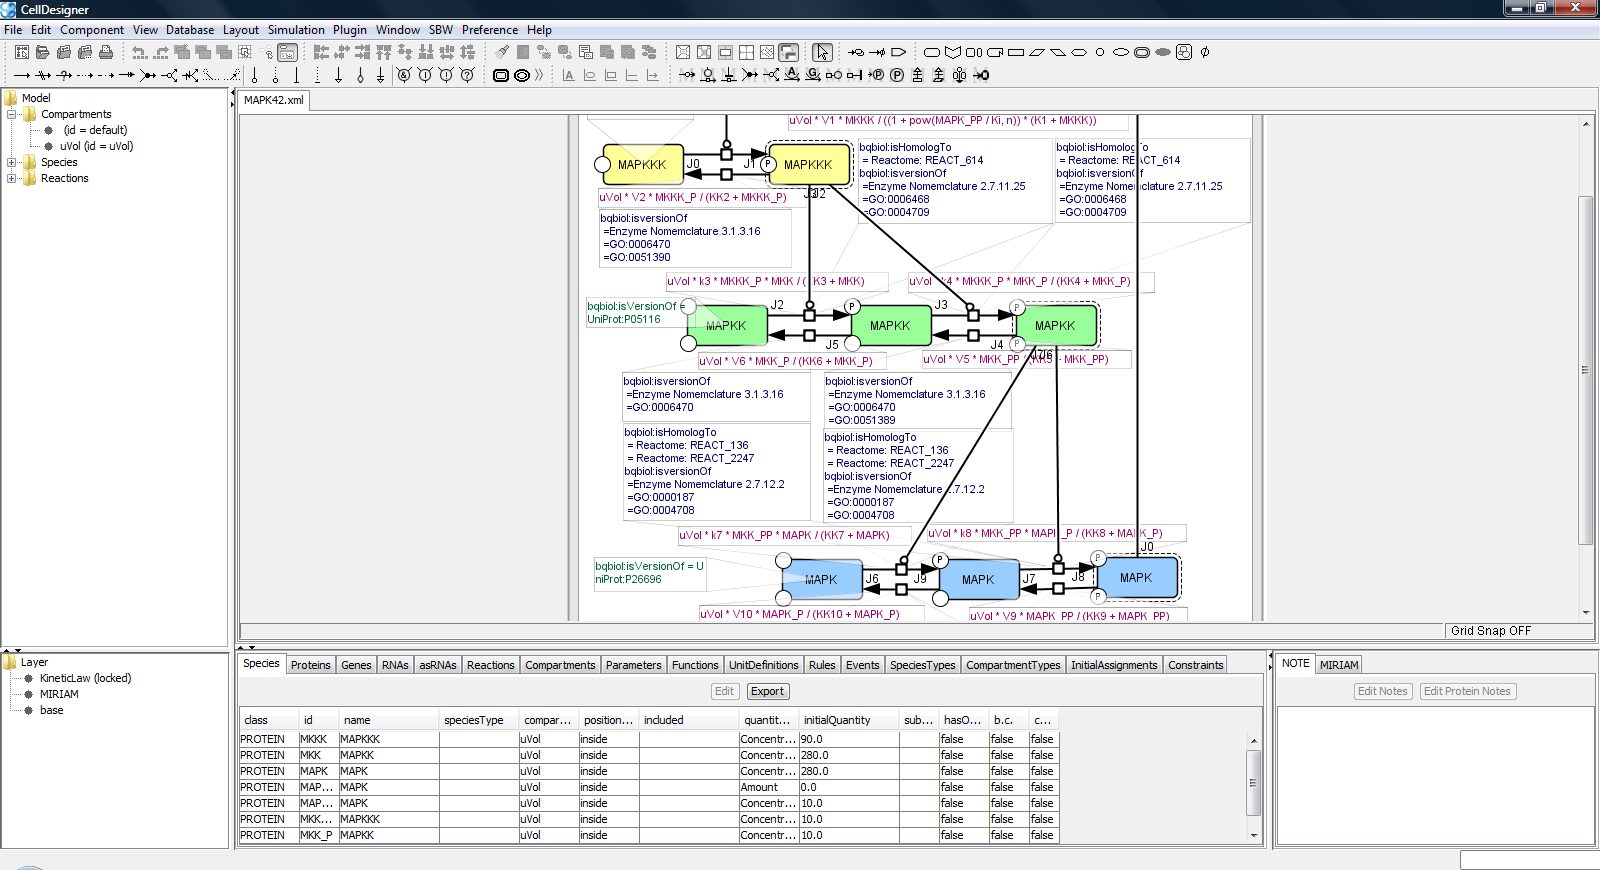 CellDesigner
File Edit Component View Database Layout Simulation Plugin Window SBW Preference Help
Model
Compartments
(id = default)
uVol (id = uVol)
Species
Reactions
MAPK42.xml
uVol * V1 * MKKK / ((1 + pow(MAPK_PP / Ki, n)) * (K1 + MKKK))
MAPKKK J0 J1 P MAPKKK
uVol * V2 * MKKK_P / (KK2 + MKKK_P)
bqbiol:isversionOf
=Enzyme Nomemclature 3.1.3.16
=GO:0006470
=GO:0051390
bqbiol:isHomologTo
= Reactome: REACT_614
bqbiol:isversionOf
=Enzyme Nomemclature 2.7.11.25
=GO:0006468
=GO:0004709
bqbiol:isHomologTo
= Reactome: REACT_614
bqbiol:isversionOf
=Enzyme Nomemclature 2.7.11.25
=GO:0006468
=GO:0004709
uVol * k3 * MKKK_P * MKK / (KK3 + MKK)
uVol * k4 * MKKK_P * MKK_P / (KK4 + MKK_P)
bqbiol:isVersionOf =
UniProt:P05116
MAPKK J2 J5 P MAPKK J3 J4 P P MAPKK
uVol * V6 * MKK_P / (KK6 + MKK_P)
uVol * V5 * MKK_PP / (KK5 + MKK_PP)
bqbiol:isversionOf
=Enzyme Nomemclature 3.1.3.16
=GO:0006470
bqbiol:isversionOf
=Enzyme Nomemclature 3.1.3.16
=GO:0006470
=GO:0051389
bqbiol:isHomologTo
= Reactome: REACT_136
= Reactome: REACT_2247
bqbiol:isversionOf
=Enzyme Nomemclature 2.7.12.2
=GO:0000187
=GO:0004708
bqbiol:isHomologTo
= Reactome: REACT_136
= Reactome: REACT_2247
bqbiol:isversionOf
=Enzyme Nomemclature 2.7.12.2
=GO:0000187
=GO:0004708
uVol * k7 * MKK_PP * MAPK / (KK7 + MAPK)
uVol * k8 * MKK_PP * MAPK_P / (KK8 + MAPK_P)
J0
bqbiol:isVersionOf = U
niProt:P26696
MAPK J6 J9 P MAPK J7 J8 P P MAPK
uVol * V10 * MAPK_P / (KK10 + MAPK_P)
uVol * V9 * MAPK_PP / (KK9 + MAPK_PP)
Grid Snap OFF
Layer
KineticLaw (locked)
MIRIAM
base
Species Proteins Genes RNAs asRNAs Reactions Compartments Parameters Functions UnitDefinitions Rules Events SpeciesTypes CompartmentTypes InitialAssignments Constraints
Edit Export
class id name speciesType compar... position... included quantit... initialQuantity sub... hasO... b.c. c...
PROTEIN MKKK MAPKKK uVol inside Concentr... 90.0 false false false
PROTEIN MKK MAPKK uVol inside Concentr... 280.0 false false false
PROTEIN MAPK MAPK uVol inside Concentr... 280.0 false false false
PROTEIN MAP... MAPK uVol inside Amount 0.0 false false false
PROTEIN MAP... MAPK uVol inside Concentr... 10.0 false false false
PROTEIN MKK... MAPKKK uVol inside Concentr... 10.0 false false false
PROTEIN MKK_P MAPKK uVol inside Concentr... 10.0 false false false
NOTE MIRIAM
Edit Notes Edit Protein Notes